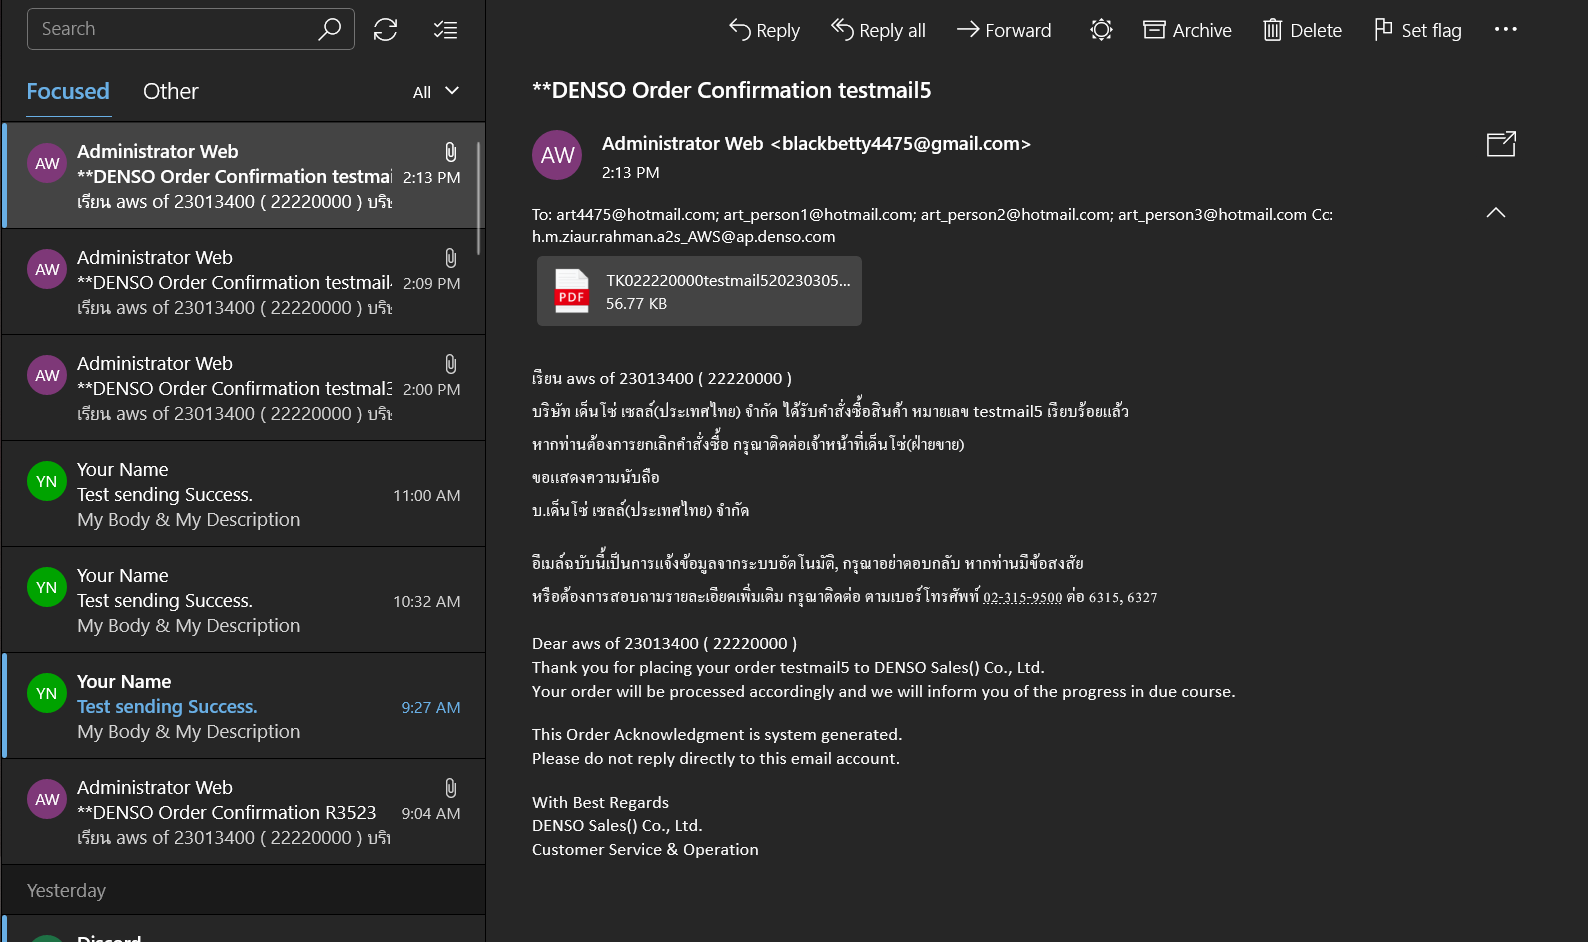 Search
Focused
Other
All
AW
Administrator Web
**DENSO Order Confirmation testmai
2:13 PM
เรียน aws of 23013400 ( 22220000 ) บริษ
AW
Administrator Web
**DENSO Order Confirmation testmail
2:09 PM
เรียน aws of 23013400 ( 22220000 ) บริษ
AW
Administrator Web
**DENSO Order Confirmation testmal3
2:00 PM
เรียน aws of 23013400 ( 22220000 ) บริษ
YN
Your Name
Test sending Success.
11:00 AM
My Body & My Description
YN
Your Name
Test sending Success.
10:32 AM
My Body & My Description
YN
Your Name
Test sending Success.
9:27 AM
My Body & My Description
AW
Administrator Web
**DENSO Order Confirmation R3523
9:04 AM
เรียน aws of 23013400 ( 22220000 ) บริษ
Yesterday
Discord
Reply
Reply all
Forward
Archive
Delete
Set flag
**DENSO Order Confirmation testmail5
AW
Administrator Web <blackbetty4475@gmail.com>
2:13 PM
To: art4475@hotmail.com; art_person1@hotmail.com; art_person2@hotmail.com; art_person3@hotmail.com Cc:
h.m.ziaur.rahman.a2s_AWS@ap.denso.com
PDF
TK022220000testmail520230305...
56.77 KB
เรียน aws of 23013400 ( 22220000 )
บริษัท เด็นโซ่ เซลล์(ประเทศไทย) จำกัด ได้รับคำสั่งซื้อสินค้า หมายเลข testmail5 เรียบร้อยแล้ว
หากท่านต้องการยกเลิกคำสั่งซื้อ กรุณาติดต่อเจ้าหน้าที่เด็นโซ่(ฝ่ายขาย)
ขอแสดงความนับถือ
บ.เด็นโซ่ เซลล์(ประเทศไทย) จำกัด
อีเมล์ฉบับนี้เป็นการแจ้งข้อมูลจากระบบอัตโนมัติ, กรุณาอย่าตอบกลับ หากท่านมีข้อสงสัย
หรือต้องการสอบถามรายละเอียดเพิ่มเติม กรุณาติดต่อ ตามเบอร์โทรศัพท์ 02-315-9500 ต่อ 6315, 6327
Dear aws of 23013400 ( 22220000 )
Thank you for placing your order testmail5 to DENSO Sales() Co., Ltd.
Your order will be processed accordingly and we will inform you of the progress in due course.
This Order Acknowledgment is system generated.
Please do not reply directly to this email account.
With Best Regards
DENSO Sales() Co., Ltd.
Customer Service & Operation